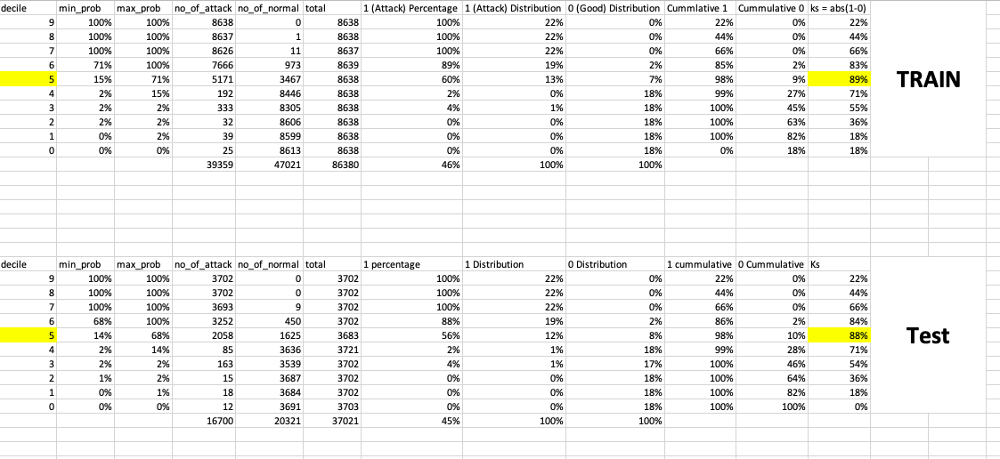 decile min_prob max_prob no_of_attack no_of_normal total 1 (Attack) Percentage 1 (Attack) Distribution 0 (Good) Distribution Cummlative 1 Cummulative 0 ks = abs(1-0)
9 100% 100% 8638 0 8638 100% 22% 0% 22% 0% 22%
8 100% 100% 8637 1 8638 100% 22% 0% 44% 0% 44%
7 100% 100% 8626 11 8637 100% 22% 0% 66% 0% 66%
6 71% 100% 7666 973 8639 89% 19% 2% 85% 2% 83%
5 15% 71% 5171 3467 8638 60% 13% 7% 98% 9% 89%
TRAIN
4 2% 15% 192 8446 8638 2% 0% 18% 99% 27% 71%
3 2% 2% 333 8305 8638 4% 1% 18% 100% 45% 55%
2 2% 2% 32 8606 8638 0% 0% 18% 100% 63% 36%
1 0% 2% 39 8599 8638 0% 0% 18% 100% 82% 18%
0 0% 0% 25 8613 8638 0% 0% 18% 0% 18% 18%
39359 47021 86380 46% 100% 100%
decile min_prob max_prob no_of_attack no_of_normal total 1 percentage 1 Distribution 0 Distribution 1 cummulative 0 Cummulative Ks
9 100% 100% 3702 0 3702 100% 22% 0% 22% 0% 22%
8 100% 100% 3702 0 3702 100% 22% 0% 44% 0% 44%
7 100% 100% 3693 9 3702 100% 22% 0% 66% 0% 66%
6 68% 100% 3252 450 3702 88% 19% 2% 86% 2% 84%
5 14% 68% 2058 1625 3683 56% 12% 8% 98% 10% 88%
Test
4 2% 14% 85 3636 3721 2% 1% 18% 99% 28% 71%
3 2% 2% 163 3539 3702 4% 1% 17% 100% 46% 54%
2 1% 2% 15 3687 3702 0% 0% 18% 100% 64% 36%
1 0% 1% 18 3684 3702 0% 0% 18% 100% 82% 18%
0 0% 0% 12 3691 3703 0% 0% 18% 100% 100% 0%
16700 20321 37021 45% 100% 100%